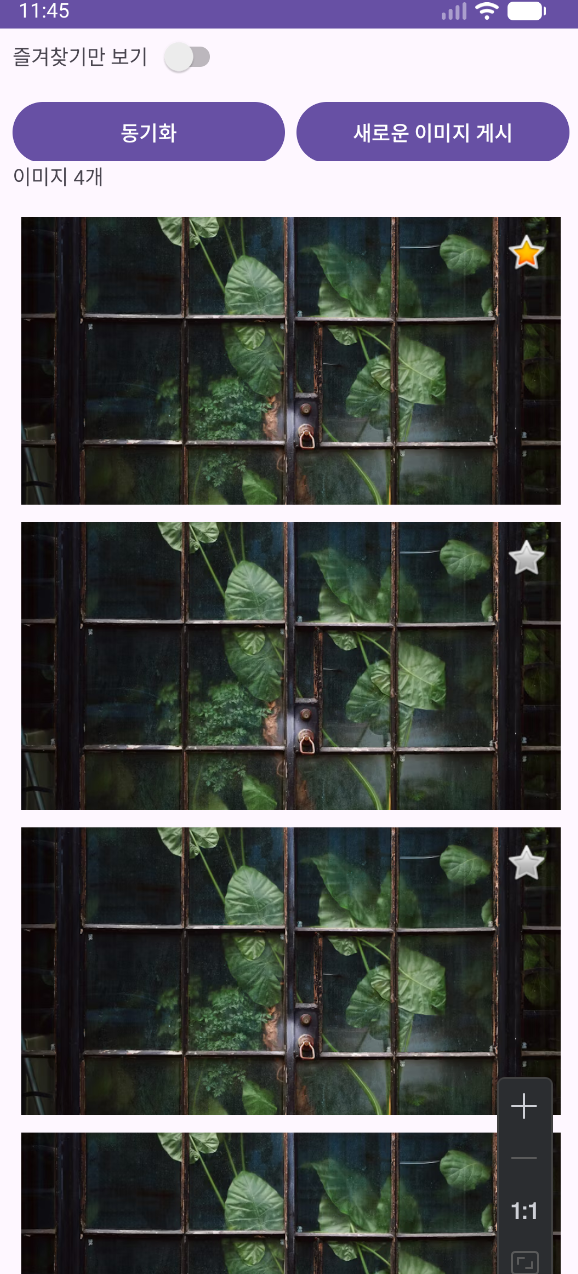 11:45
즐겨찾기만 보기
동기화
새로운 이미지 게시
이미지 4개
1:1